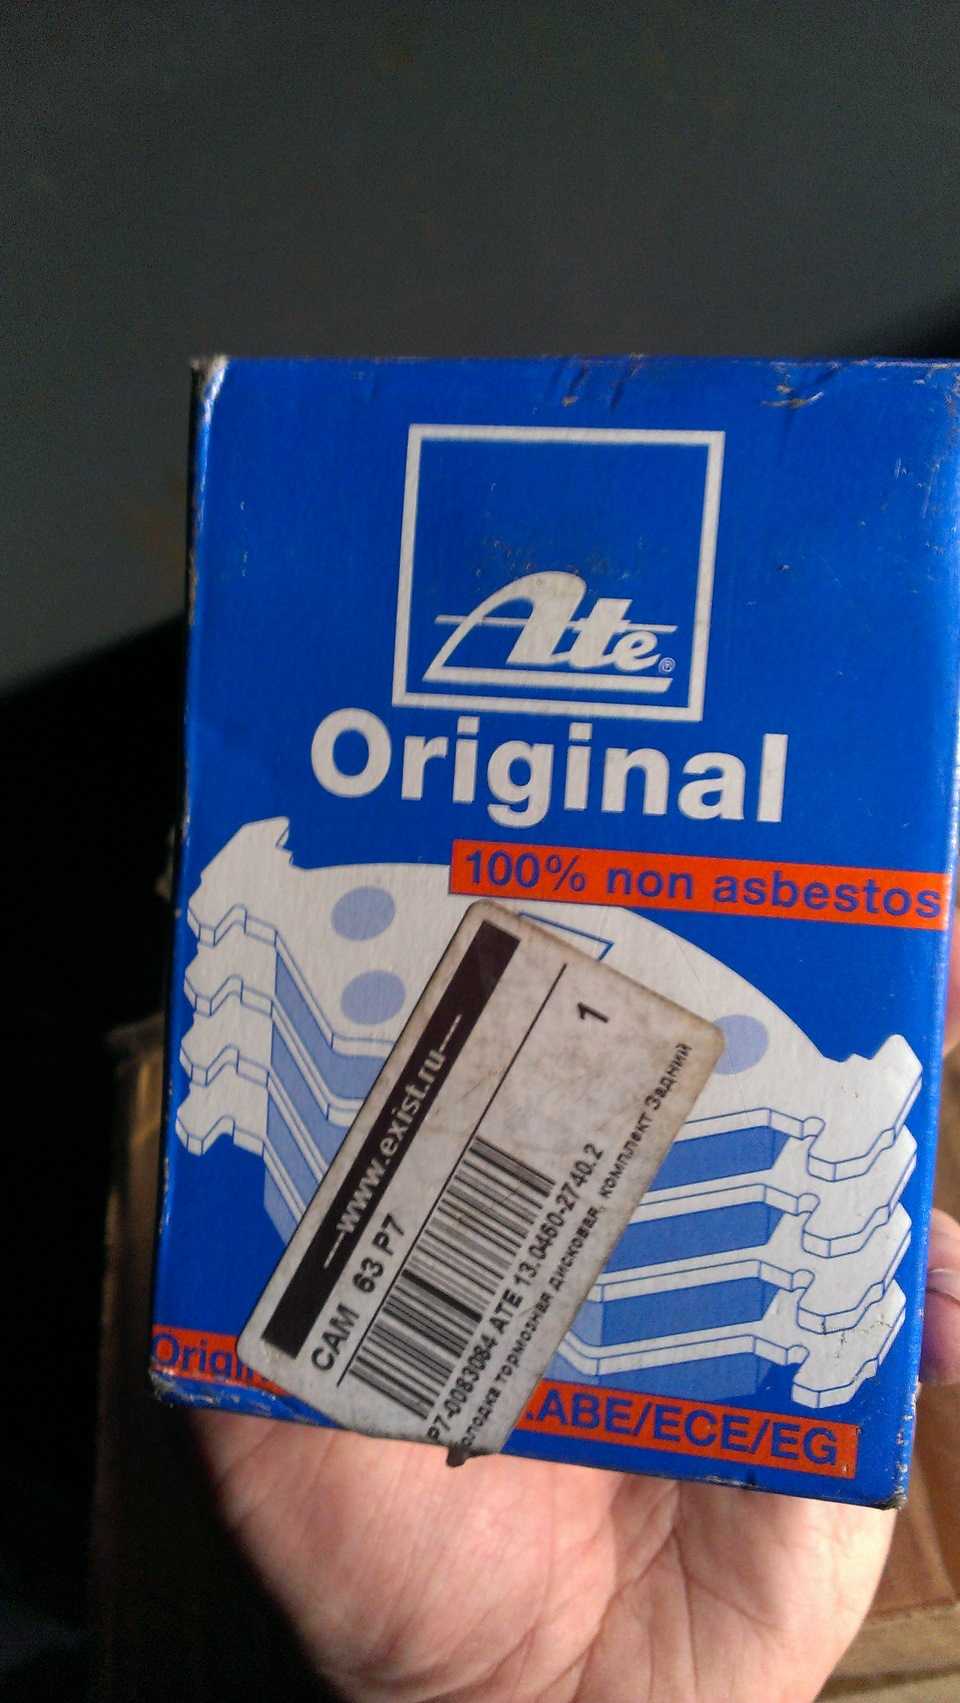 Ate®
Original
100% non asbestos
www.exist.ru
1
САМ 63 P7
P7-0083084 ATE 13.0460-2740.2
колодка тормозная дисковая, комплект Задний
.ABE/ECE/EG